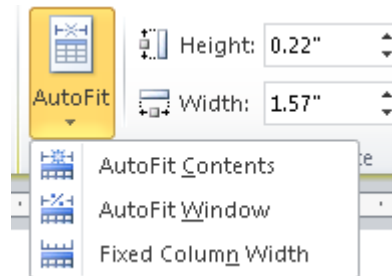 Height: 0.22"
AutoFit
Width: 1.57"
AutoFit Contents
AutoFit Window
Fixed Column Width